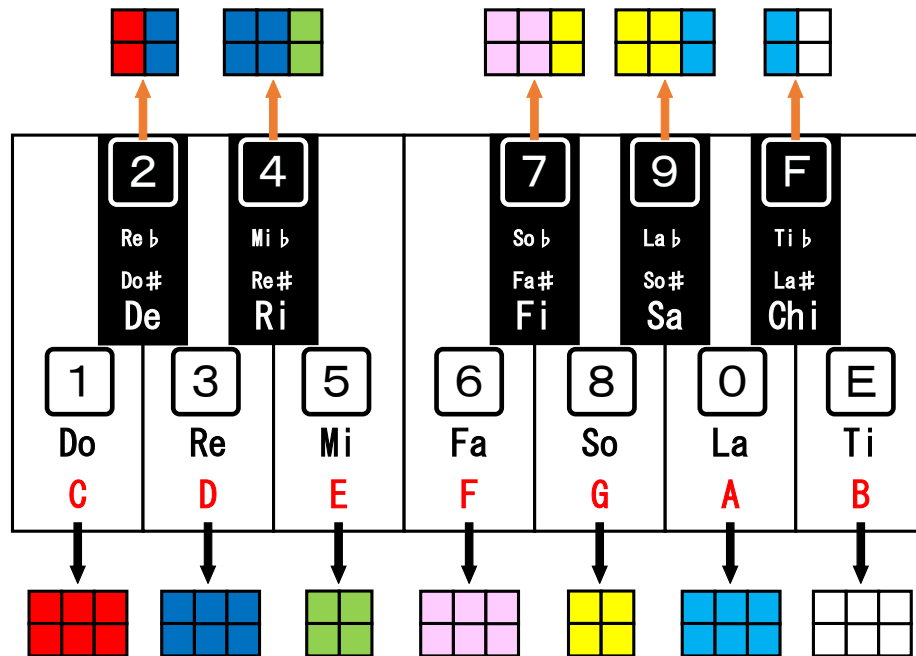 2 4 7 9 F
Re♭ Mi♭ So♭ La♭ Ti♭
Do# Re# Fa# So# La#
De Ri Fi Sa Chi
1 3 5 6 8 0 E
Do Re Mi Fa So La Ti
C D E F G A B